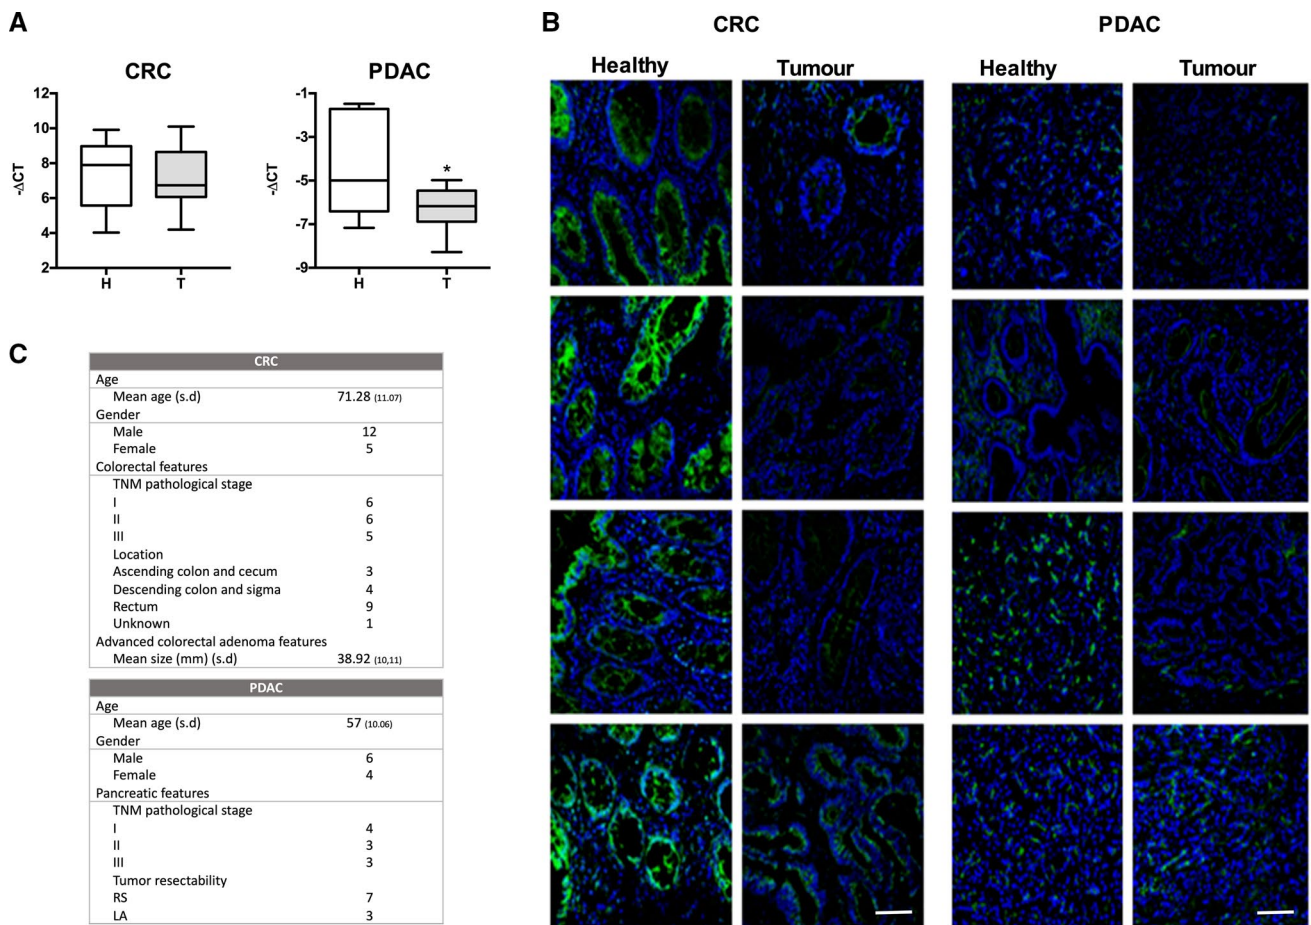 A
CRC
12
10
8
6
4
2
-ΔCT
H
T
PDAC
-1
-3
-5
-7
-9
-ΔCT
*
H
T
B
CRC
PDAC
Healthy
Tumour
Healthy
Tumour
C
CRC
Age
Mean age (s.d) 71.28 (11.07)
Gender
Male 12
Female 5
Colorectal features
TNM pathological stage
I 6
II 6
III 5
Location
Ascending colon and cecum 3
Descending colon and sigma 4
Rectum 9
Unknown 1
Advanced colorectal adenoma features
Mean size (mm) (s.d) 38.92 (10,11)
PDAC
Age
Mean age (s.d) 57 (10.06)
Gender
Male 6
Female 4
Pancreatic features
TNM pathological stage
I 4
II 3
III 3
Tumor resectability
RS 7
LA 3